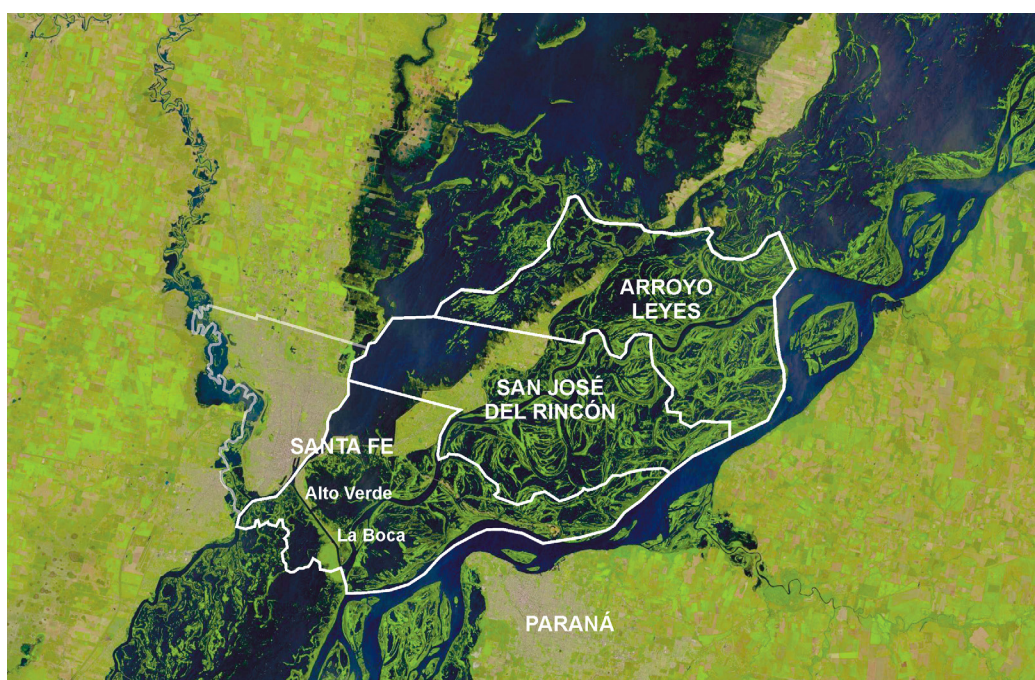 ARROYO
LEYES
SAN JOSÉ
DEL RINCÓN
SANTA FE
Alto Verde
La Boca
PARANÁ